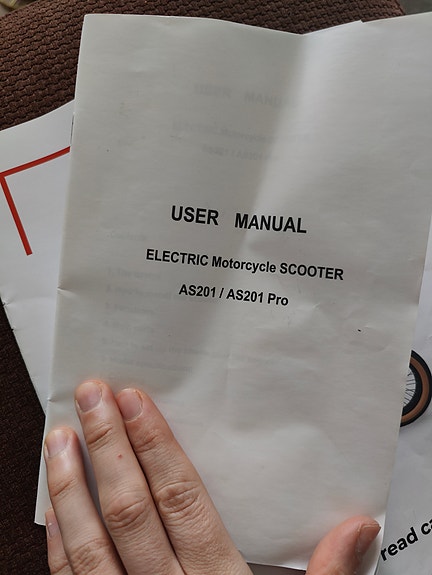 USER MANUAL
ELECTRIC Motorcycle SCOOTER
AS201 / AS201 Pro
read